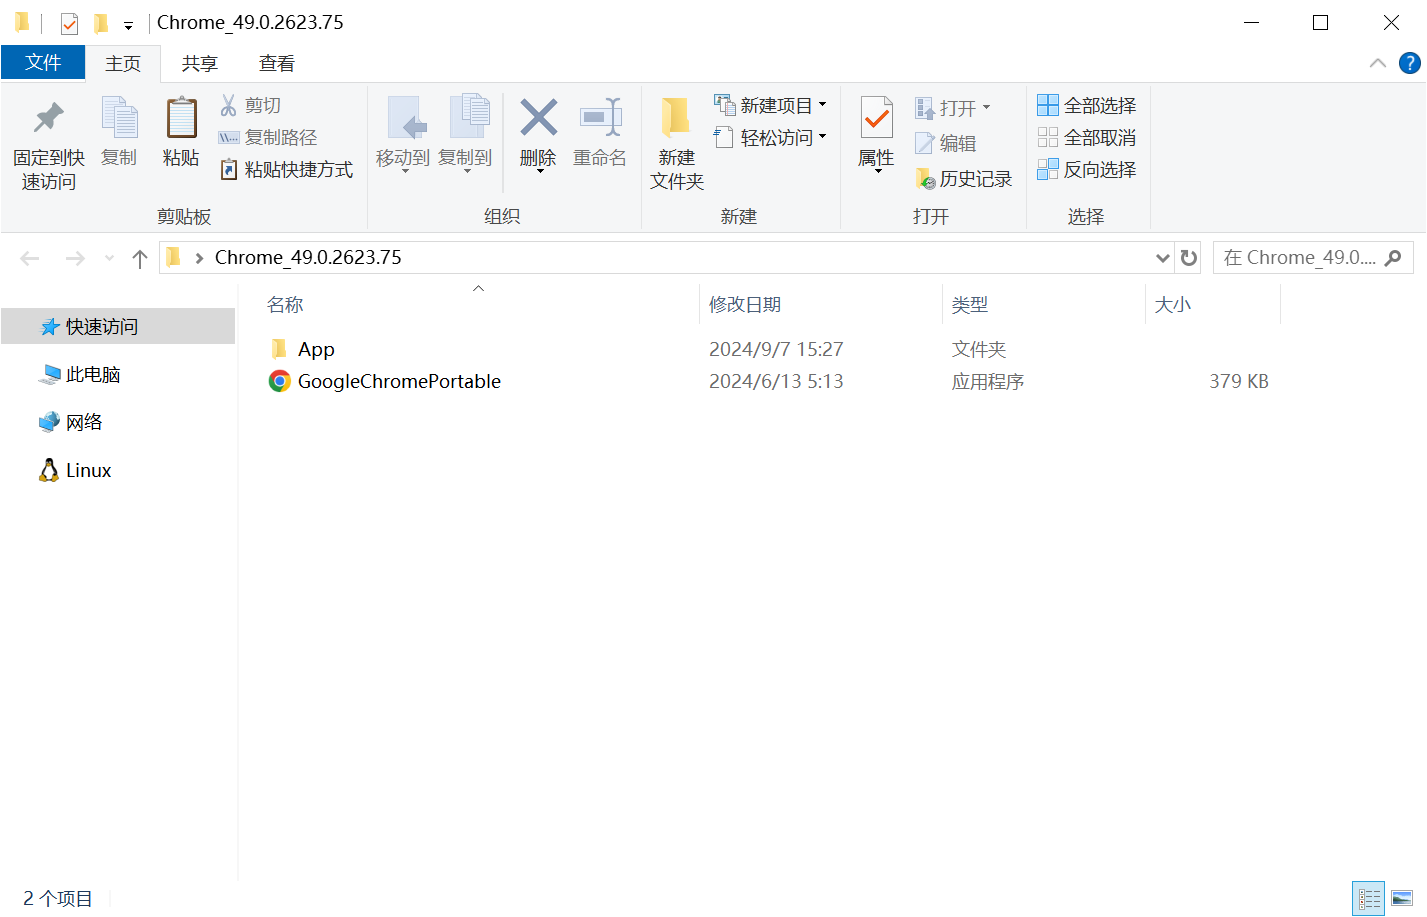 Chrome_49.0.2623.75
文件 主页 共享 查看
固定到快速访问
复制
粘贴
剪切
复制路径
粘贴快捷方式
剪贴板
移动到
复制到
删除
重命名
组织
新建
文件夹
新建项目
轻松访问
新建
属性
打开
编辑
历史记录
打开
全部选择
全部取消
反向选择
选择
Chrome_49.0.2623.75
在 Chrome_49.0....
快速访问
此电脑
网络
Linux
名称 修改日期 类型 大小
App 2024/9/7 15:27 文件夹
GoogleChromePortable 2024/6/13 5:13 应用程序 379 KB
2 个项目